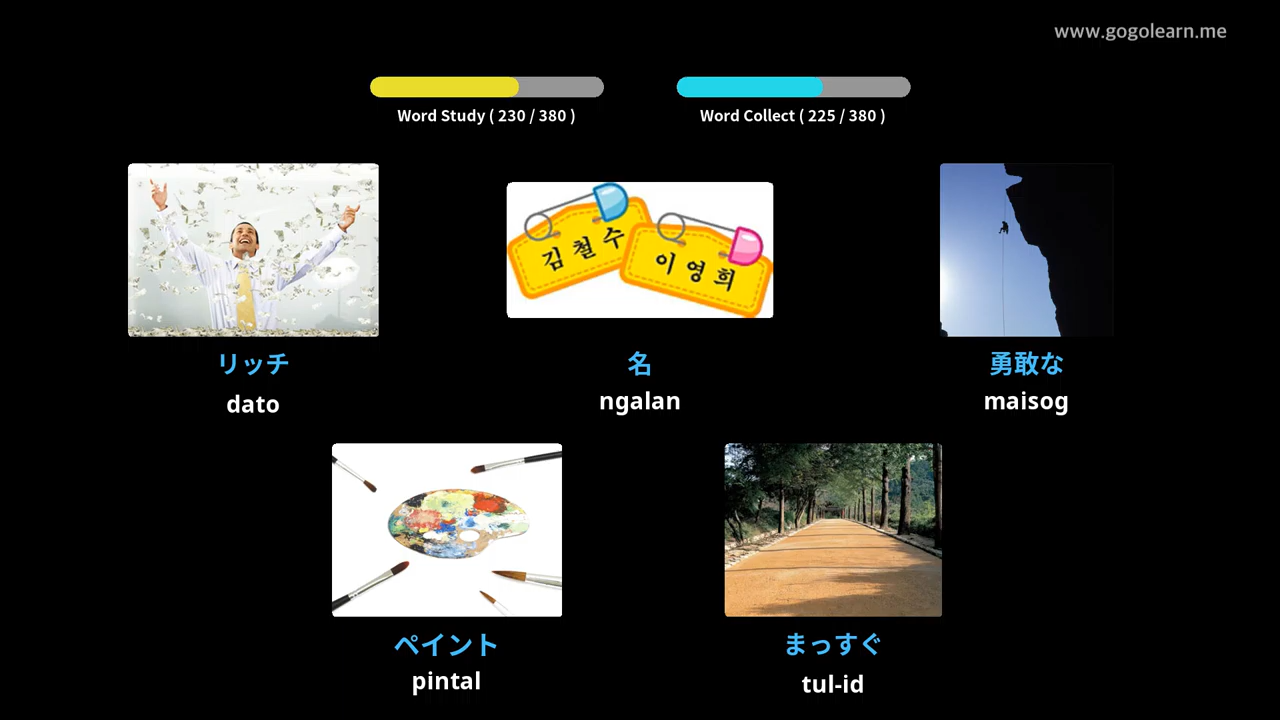 www.gogolearn.me
Word Study ( 230 / 380 )
Word Collect ( 225 / 380 )
김철수
이영희
リッチ
dato
名
ngalan
勇敢な
maisog
ペイント
pintal
まっすぐ
tul-id